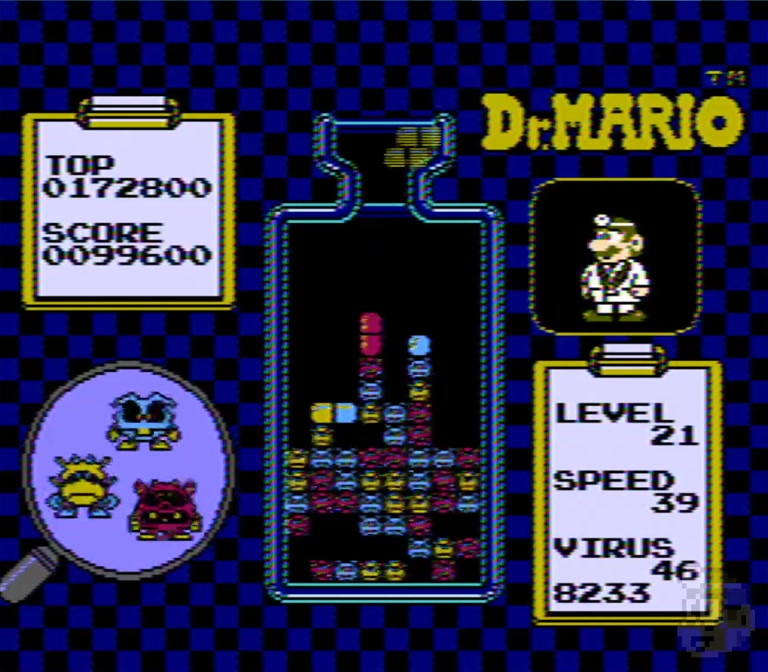 TM
Dr. MARIO
TOP
0172800
SCORE
0099600
LEVEL
21
SPEED
39
VIRUS
46
8233